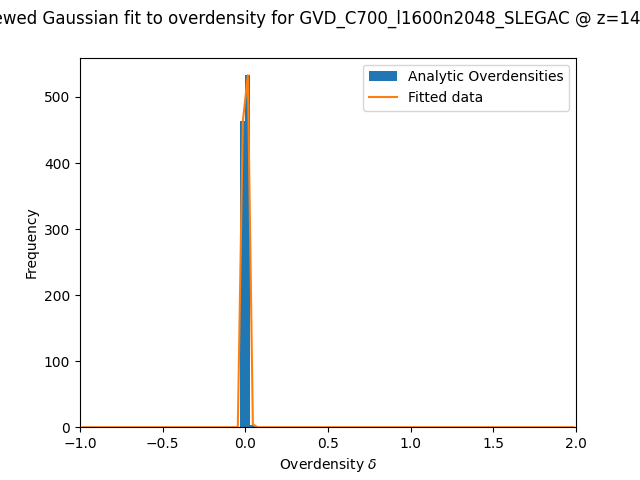 ewed Gaussian fit to overdensity for GVD_C700_l1600n2048_SLEGAC @ z=14
Analytic Overdensities
Fitted data
Frequency
500
400
300
200
100
0
−1.0 −0.5 0.0 0.5 1.0 1.5 2.0
Overdensity δ